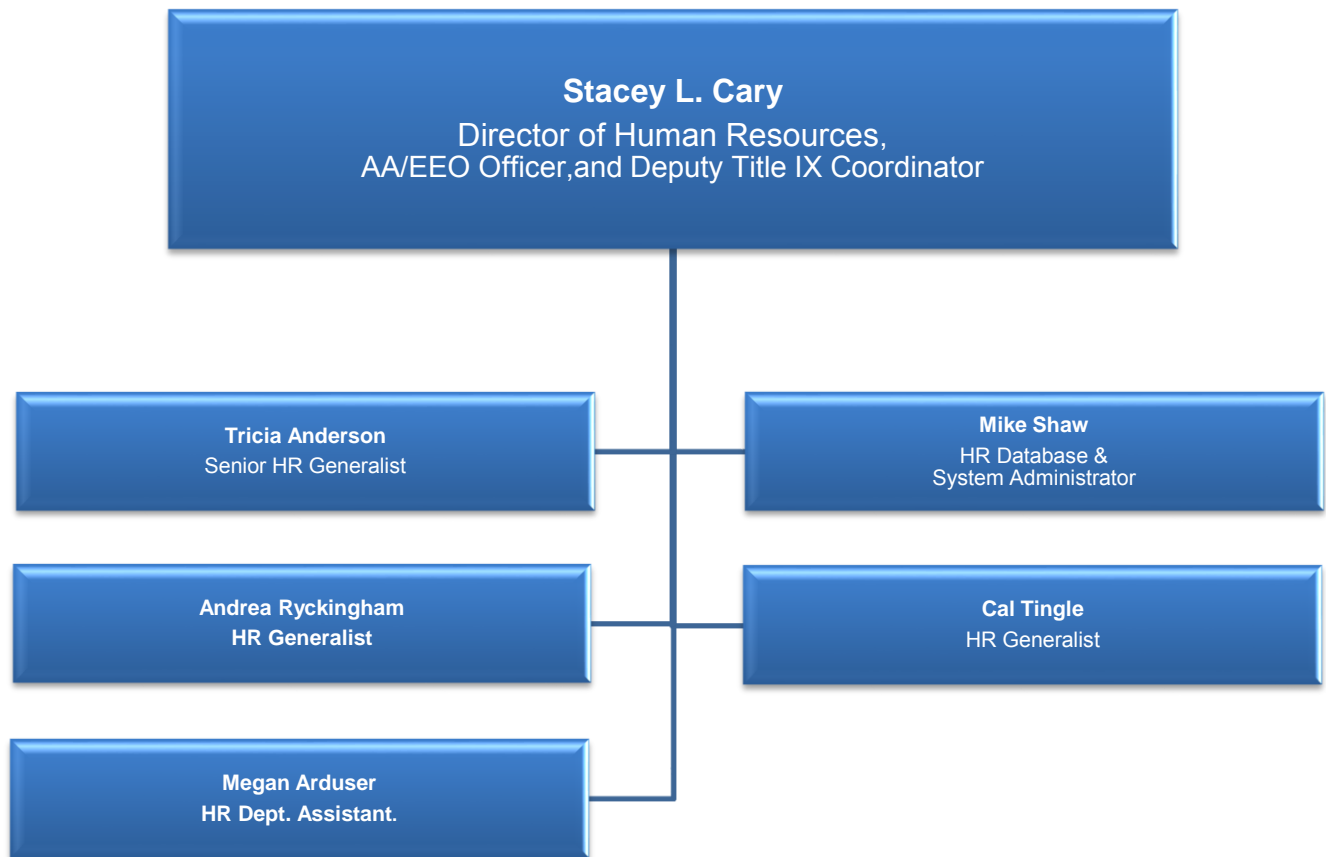 Stacey L. Cary
Director of Human Resources,
AA/EEO Officer,and Deputy Title IX Coordinator
Tricia Anderson
Senior HR Generalist
Mike Shaw
HR Database &
System Administrator
Andrea Ryckingham
HR Generalist
Cal Tingle
HR Generalist
Megan Arduser
HR Dept. Assistant.